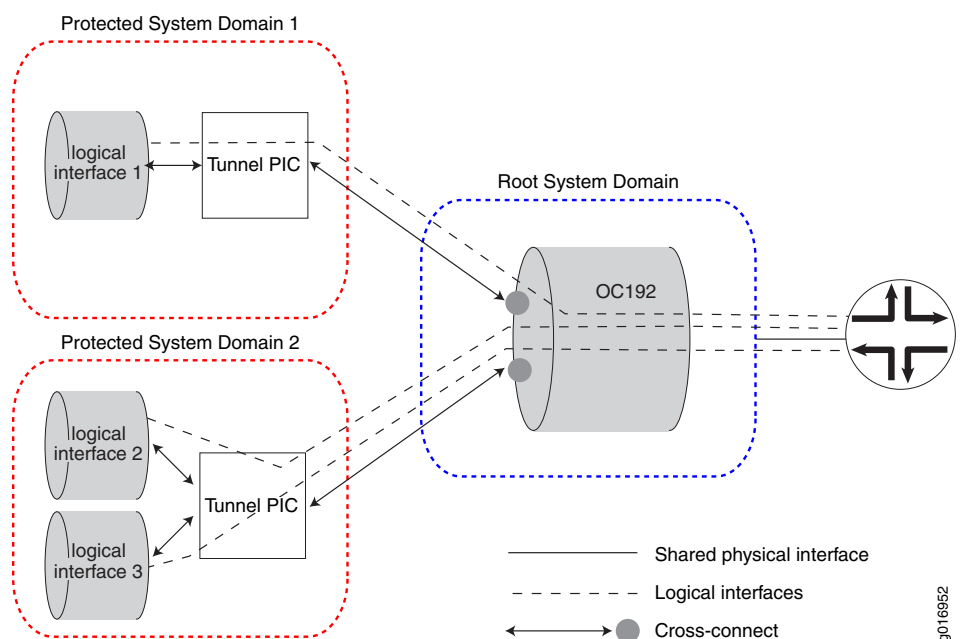 Protected System Domain 1
logical
interface 1
Tunnel PIC
Root System Domain
OC192
Protected System Domain 2
logical
interface 2
Tunnel PIC
logical
interface 3
Shared physical interface
Logical interfaces
Cross-connect
g016952